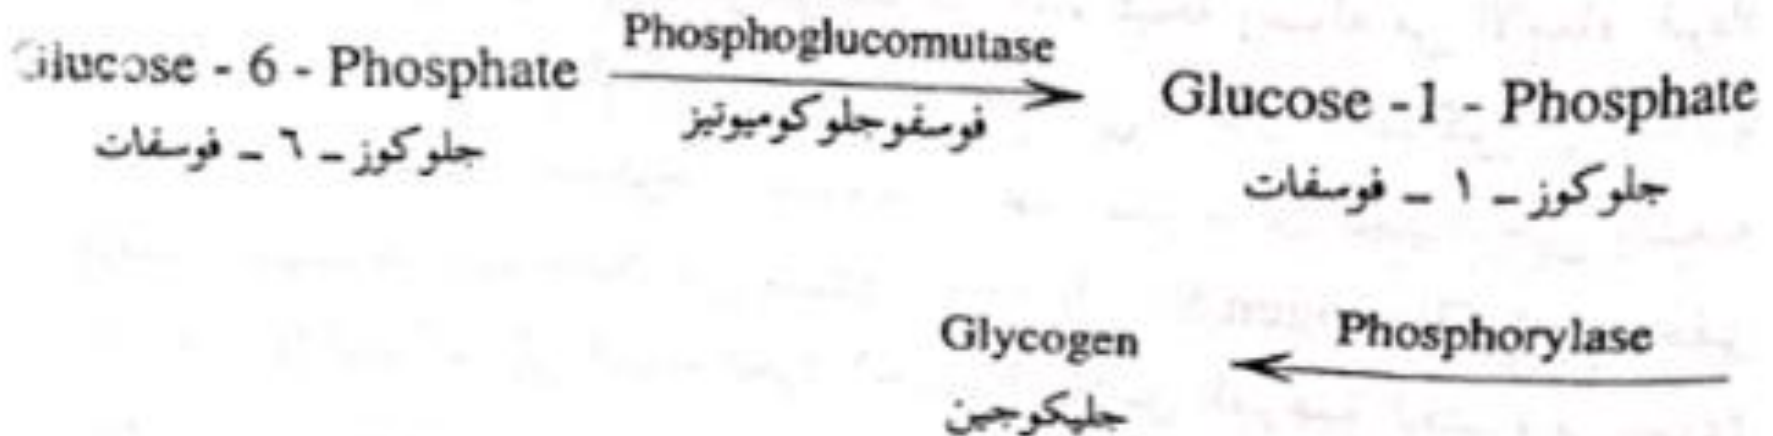 Phosphoglucomutase
Glucose - 6 - Phosphate
Glucose -1 - Phosphate
فوسفوجلوكوميوتيز
جلوكوز ـ ٦ ـ فوسفات
جلوكوز ـ ١ ـ فوسفات
Glycogen
Phosphorylase
جليكوجين